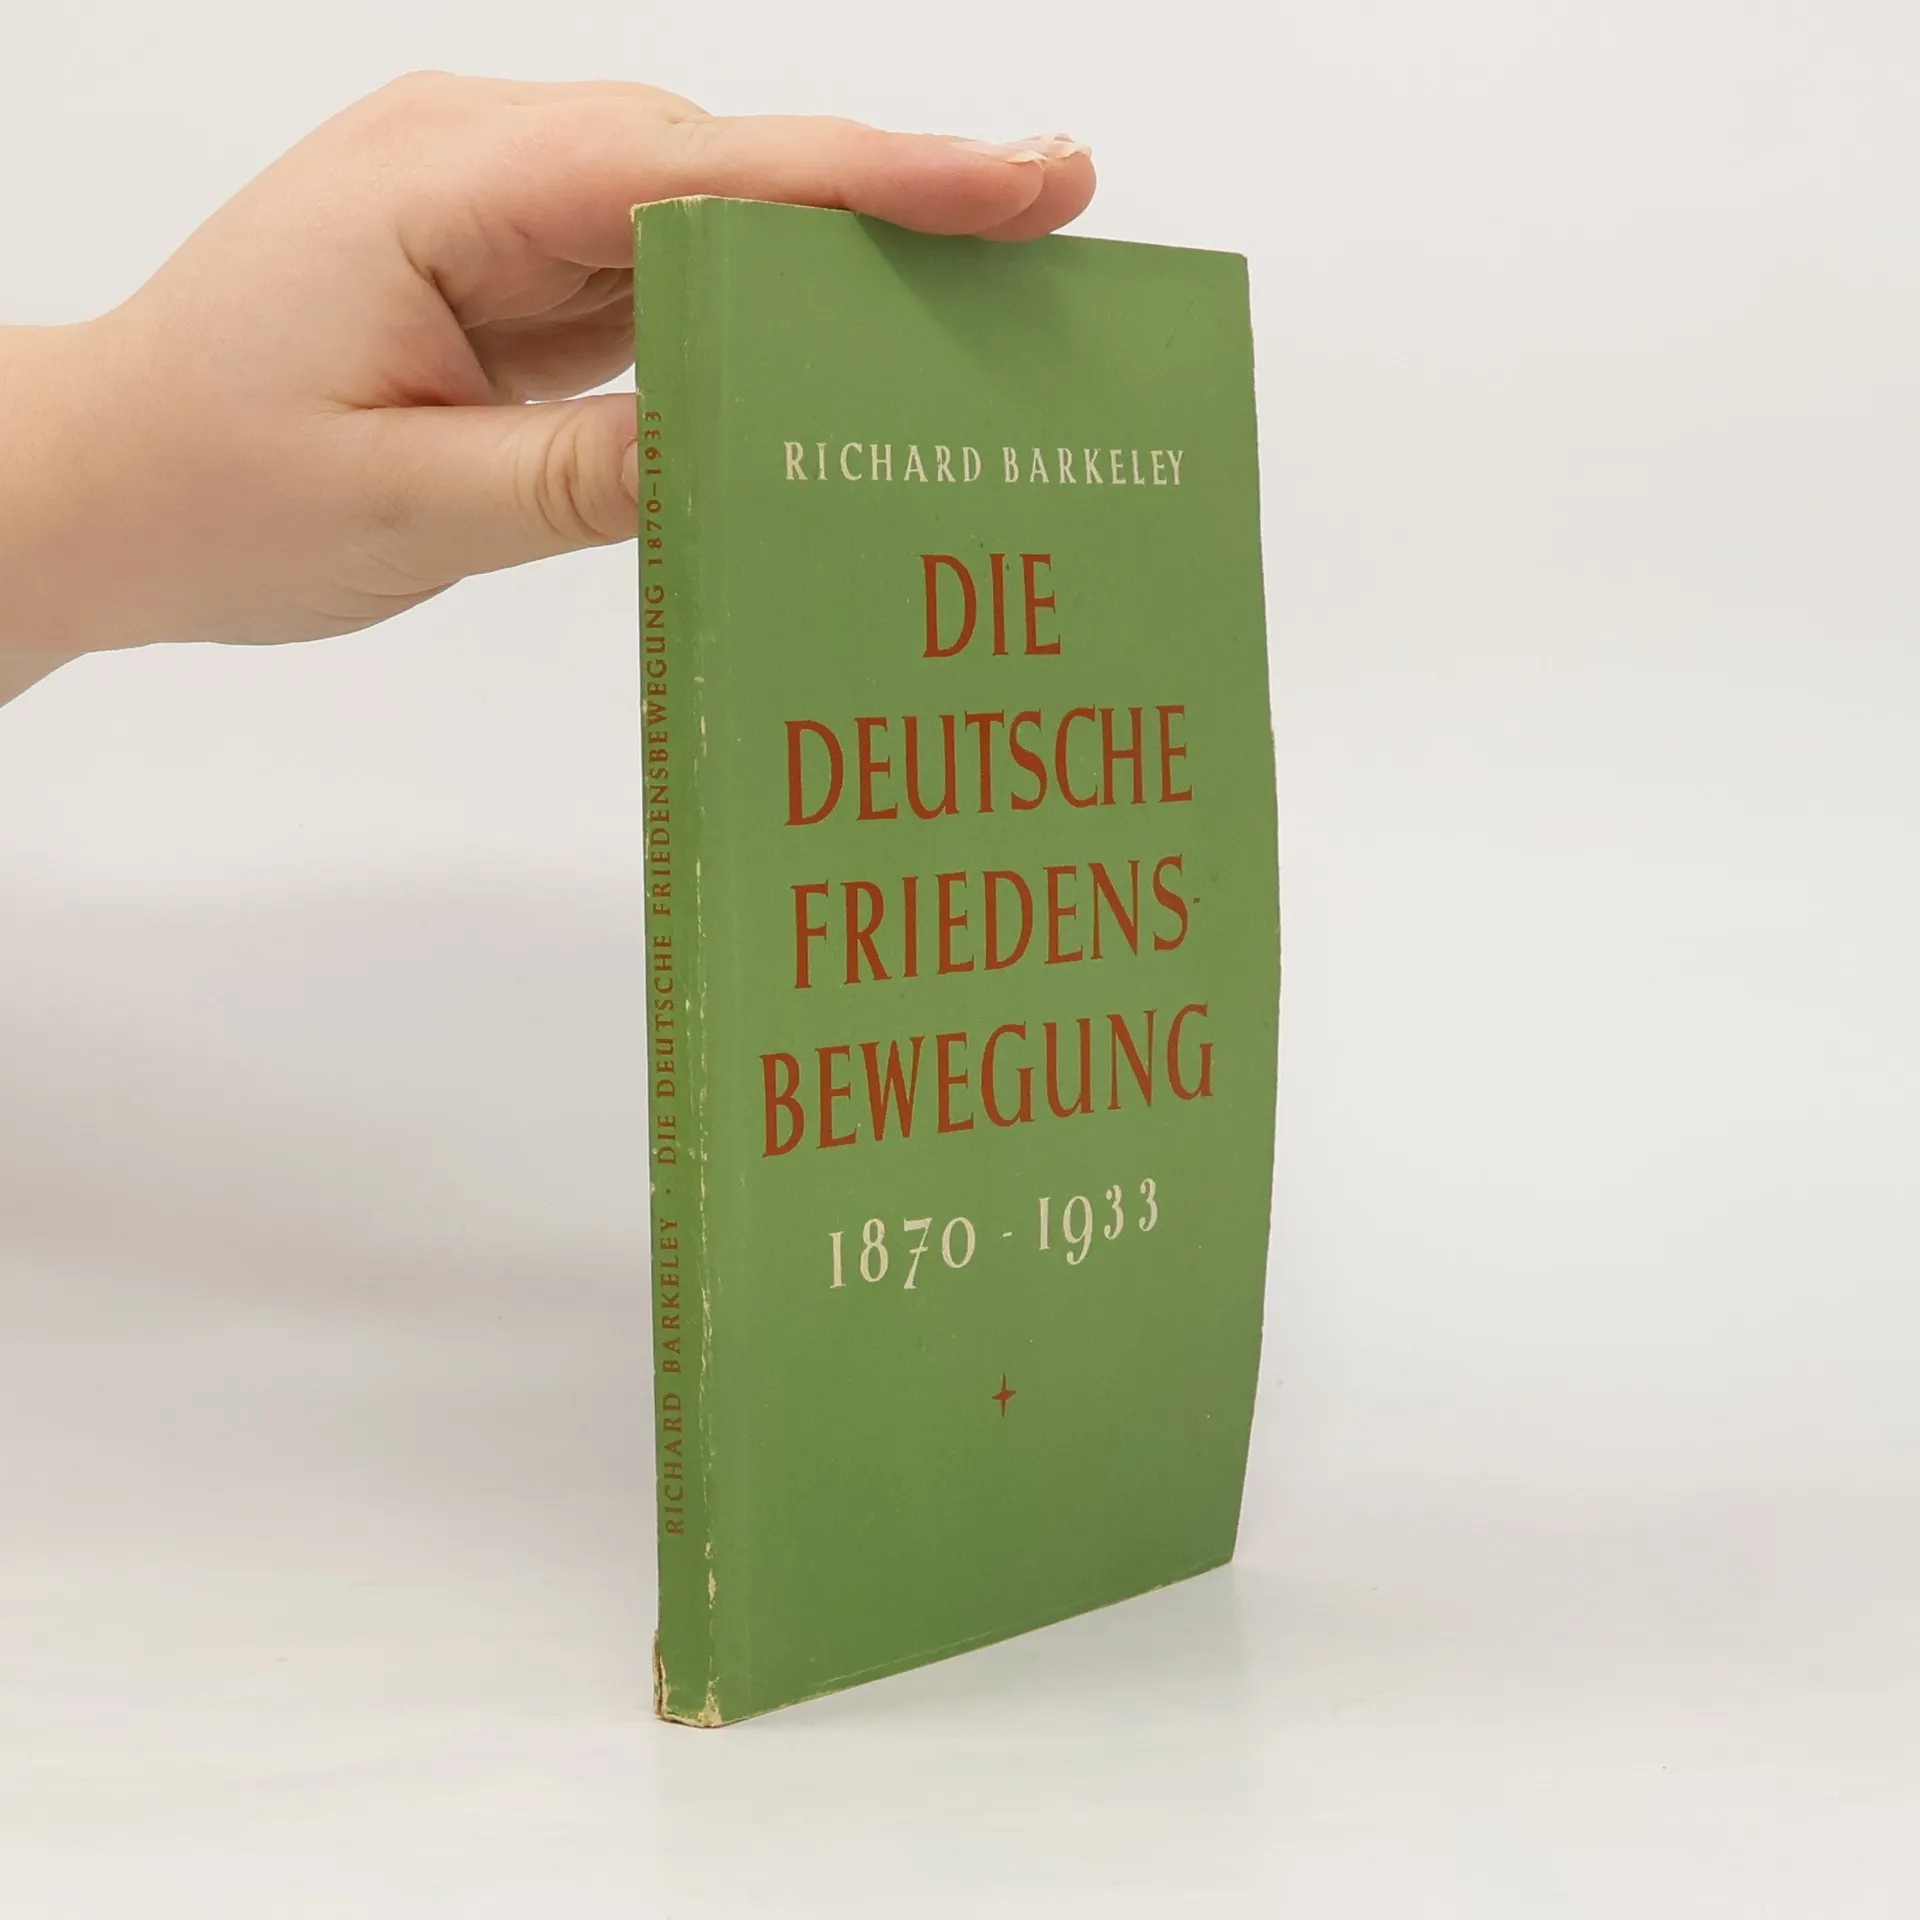 RICHARD BARKELEY · DIE DEUTSCHE FRIEDENSBEWEGUNG 1870–1933
RICHARD BARKELEY
DIE
DEUTSCHE
FRIEDENS-
BEWEGUNG
1870 - 1933